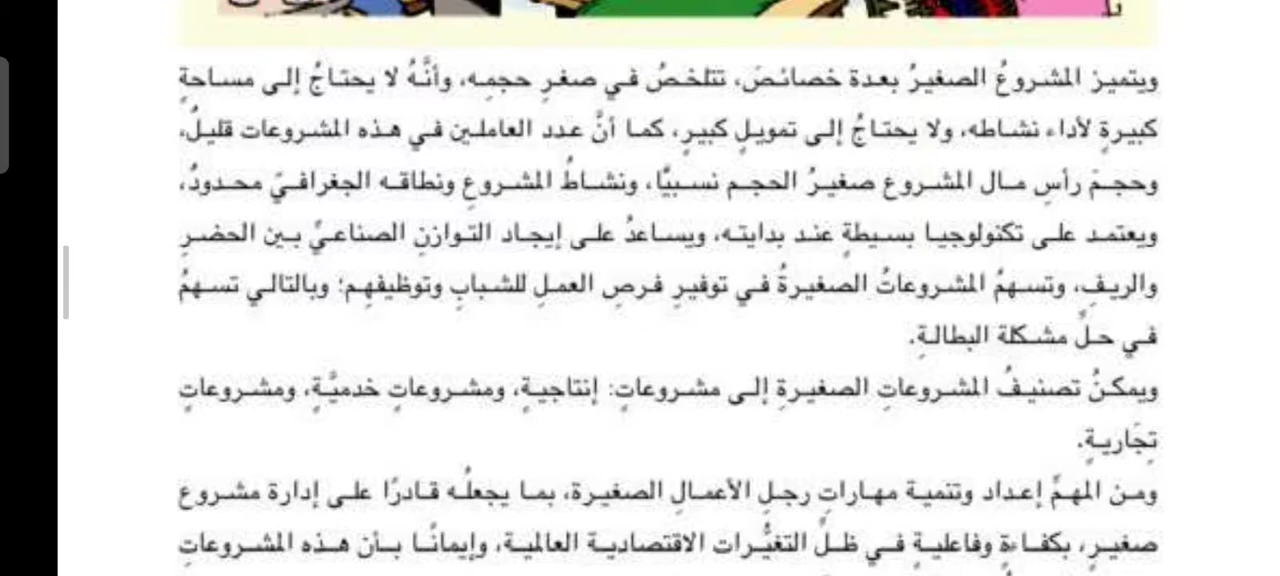 ويتميز المشروعُ الصغيرُ بعدة خصائصَ، تتلخصُ في صغرِ حجمِه، وأنَّهُ لا يحتاجُ إلى مساحةٍ
كبيرةٍ لأداء نشاطه، ولا يحتاجُ إلى تمويلٍ كبيرٍ، كما أنَّ عدد العاملين في هذه المشروعات قليلٌ،
وحجمَ رأسِ مال المشروع صغيرُ الحجم نسبيًّا، ونشاطُ المشروعِ ونطاقه الجغرافيّ محدودٌ،
ويعتمد على تكنولوجيا بسيطةٍ عند بدايته، ويساعدُ على إيجاد التوازنِ الصناعيِّ بين الحضرِ
والريفِ، وتسهمُ المشروعاتُ الصغيرةُ في توفيرِ فرصِ العملِ للشبابِ وتوظيفِهم؛ وبالتالي تسهمُ
في حلِّ مشكلة البطالةِ.
ويمكنُ تصنيفُ المشروعاتِ الصغيرةِ إلى مشروعاتٍ: إنتاجيةٍ، ومشروعاتٍ خدميَّةٍ، ومشروعاتٍ
تِجَاريةٍ.
ومن المهمِّ إعداد وتنمية مهاراتِ رجلِ الأعمالِ الصغيرة، بما يجعلُه قادرًا على إدارة مشروع
صغيرٍ، بكفاءةٍ وفاعليةٍ في ظلِّ التغيُّرات الاقتصادية العالمية، وإيمانًا بأن هذه المشروعاتِ